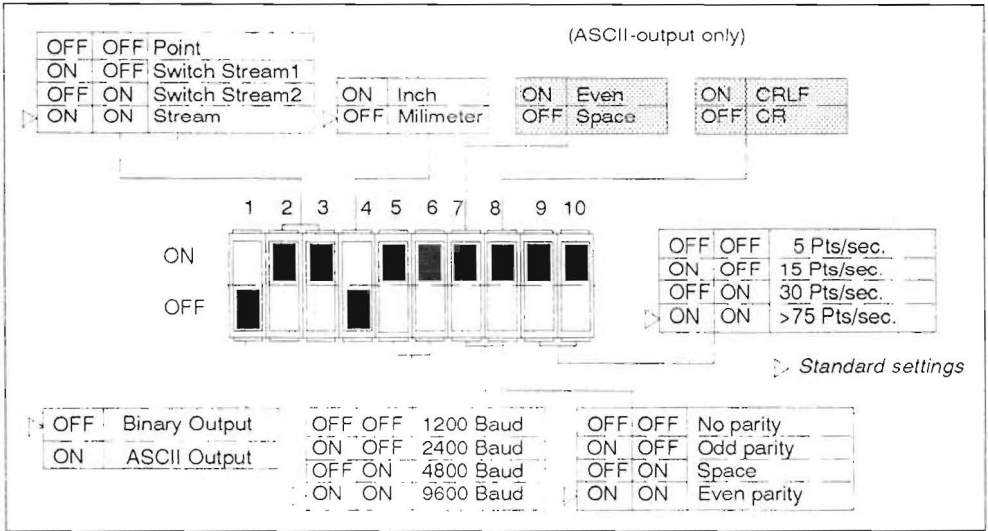 (ASCII-output only)
OFF OFF Point
ON OFF Switch Stream1
OFF ON Switch Stream2
ON ON Stream
ON Inch
OFF Milimeter
ON Even
OFF Space
ON CRLF
OFF CR
1 2 3 4 5 6 7 8 9 10
ON
OFF
OFF OFF 5 Pts/sec.
ON OFF 15 Pts/sec.
OFF ON 30 Pts/sec.
ON ON >75 Pts/sec.
Standard settings
OFF Binary Output
ON ASCII Output
OFF OFF 1200 Baud
ON OFF 2400 Baud
OFF ON 4800 Baud
ON ON 9600 Baud
OFF OFF No parity
ON OFF Odd parity
OFF ON Space
ON ON Even parity